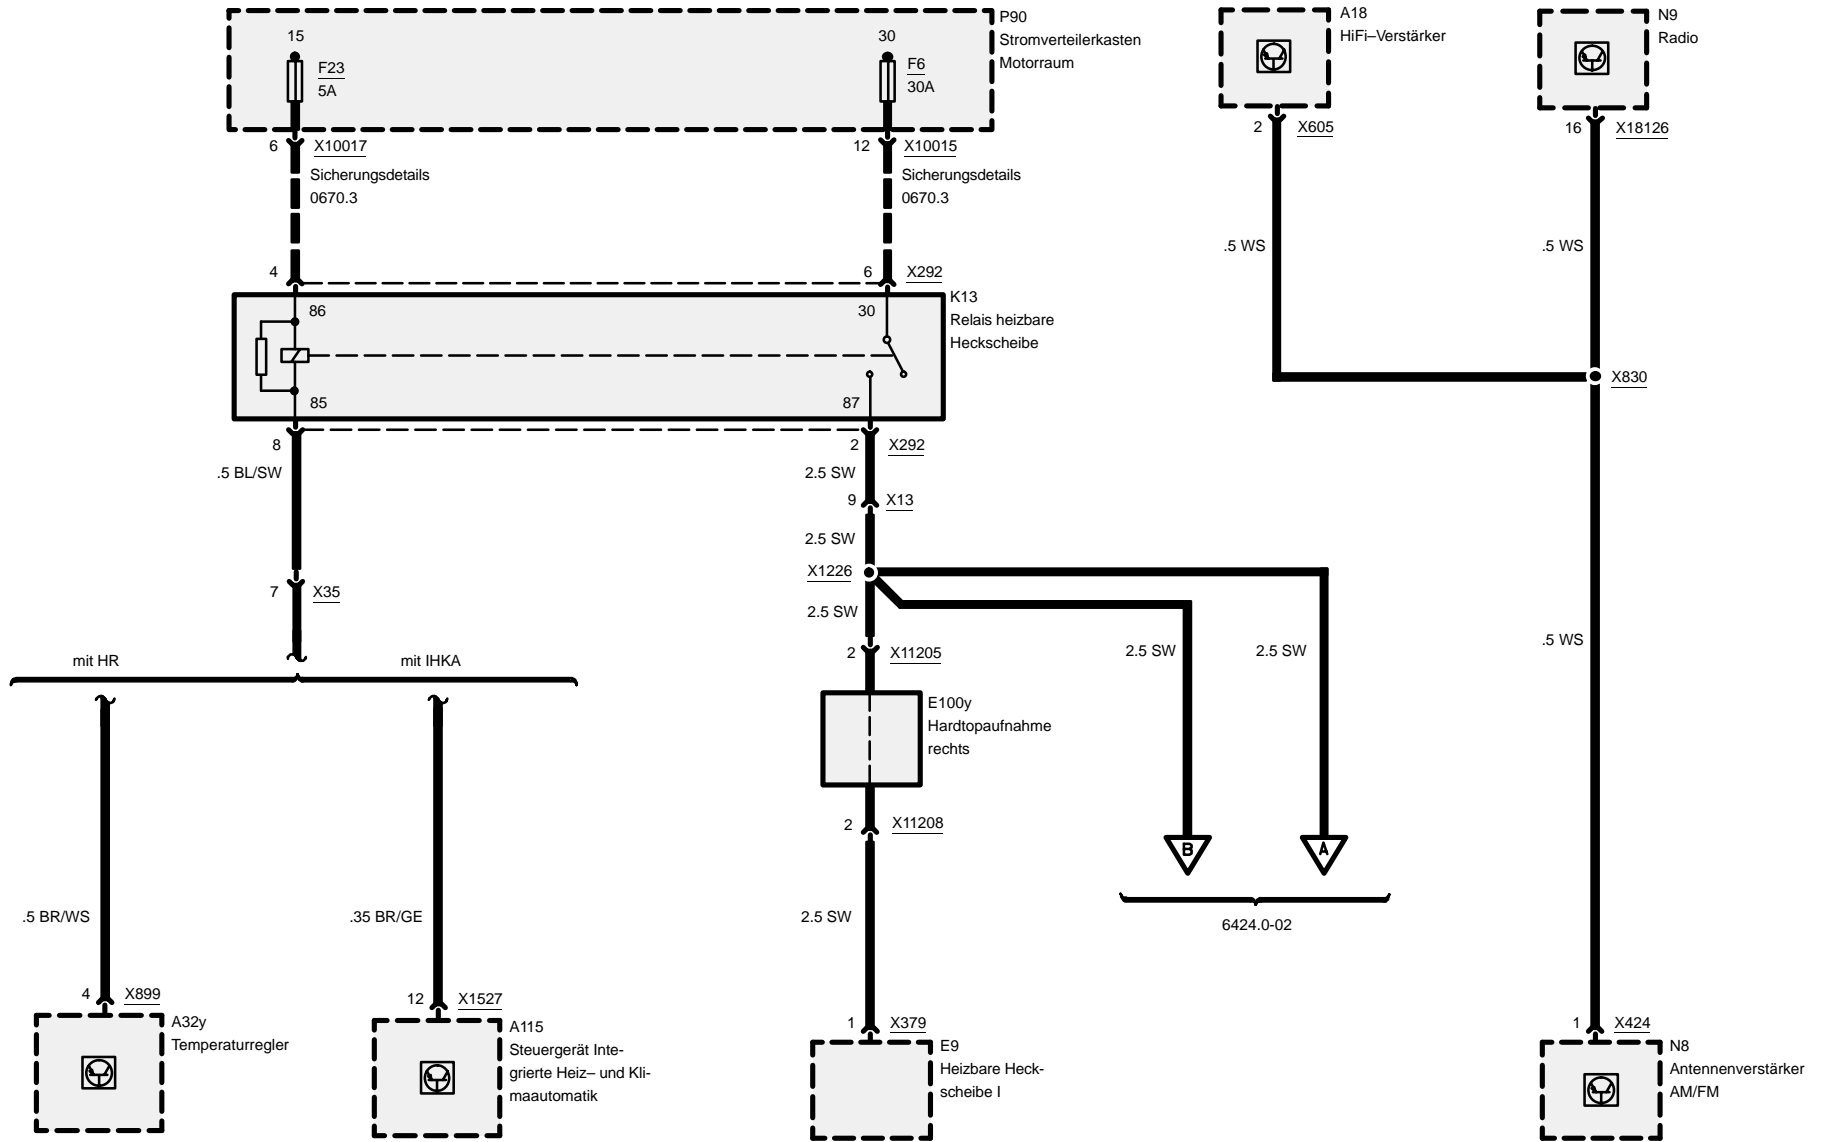 P90
Stromverteilerkasten
Motorraum
15
F23
5A
30
F6
30A
A18
HiFi–Verstärker
N9
Radio
6
X10017
Sicherungsdetails
0670.3
12
X10015
Sicherungsdetails
0670.3
2
X605
16
X18126
.5 WS
.5 WS
4
6
X292
K13
Relais heizbare
Heckscheibe
86
30
85
87
X830
8
.5 BL/SW
2
X292
2.5 SW
9
X13
2.5 SW
X1226
2.5 SW
7
X35
mit HR
mit IHKA
2
X11205
2.5 SW
2.5 SW
.5 WS
E100y
Hardtopaufnahme
rechts
2
X11208
B
A
6424.0-02
.5 BR/WS
.35 BR/GE
2.5 SW
4
X899
A32y
Temperaturregler
12
X1527
A115
Steuergerät Inte-
grierte Heiz– und Kli-
maautomatik
1
X379
E9
Heizbare Heck-
scheibe I
1
X424
N8
Antennenverstärker
AM/FM